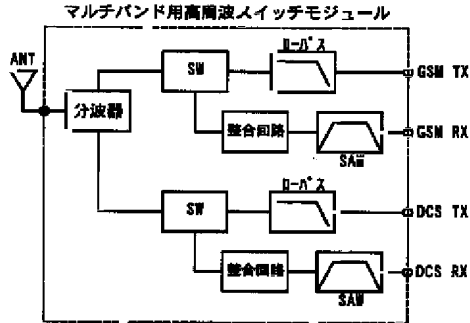 マルチバンド用高周波スイッチモジュール
ANT
分波器
SW
ローパス
GSM TX
整合回路
SAW
GSM RX
SW
ローパス
DCS TX
整合回路
SAW
DCS RX